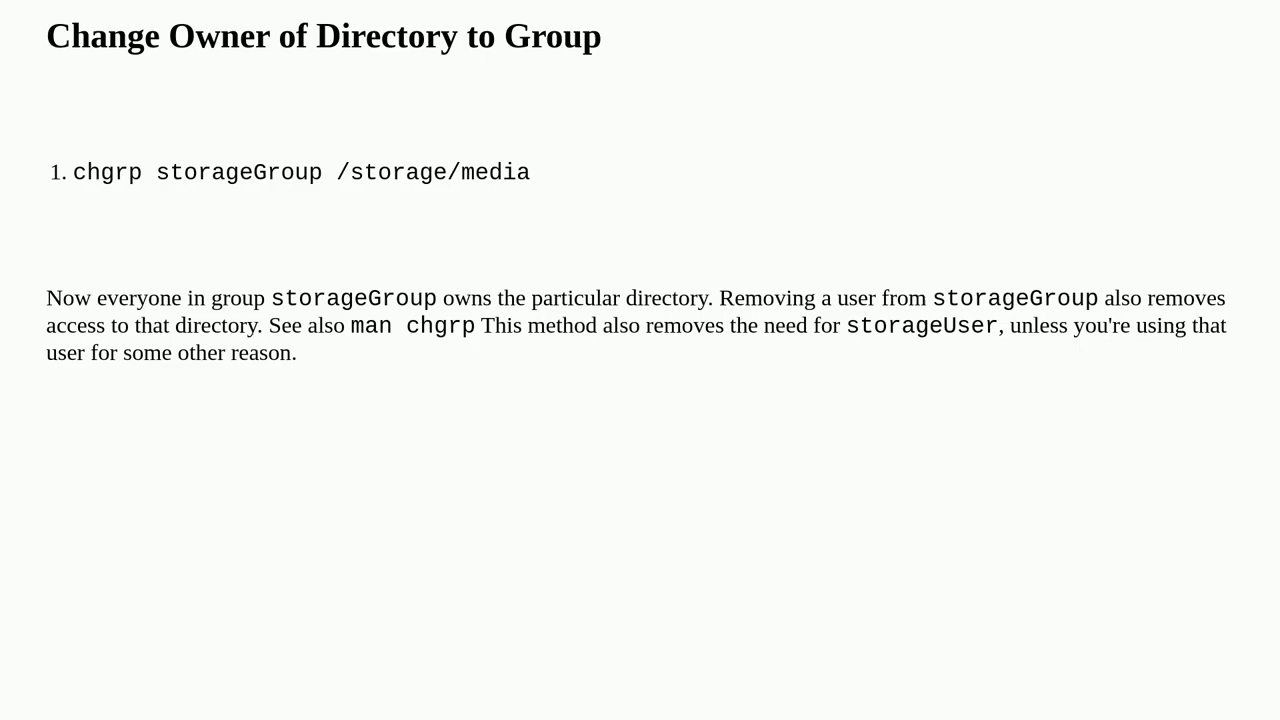 Change Owner of Directory to Group
1. chgrp storageGroup /storage/media
Now everyone in group storageGroup owns the particular directory. Removing a user from storageGroup also removes
access to that directory. See also man chgrp This method also removes the need for storageUser, unless you're using that
user for some other reason.